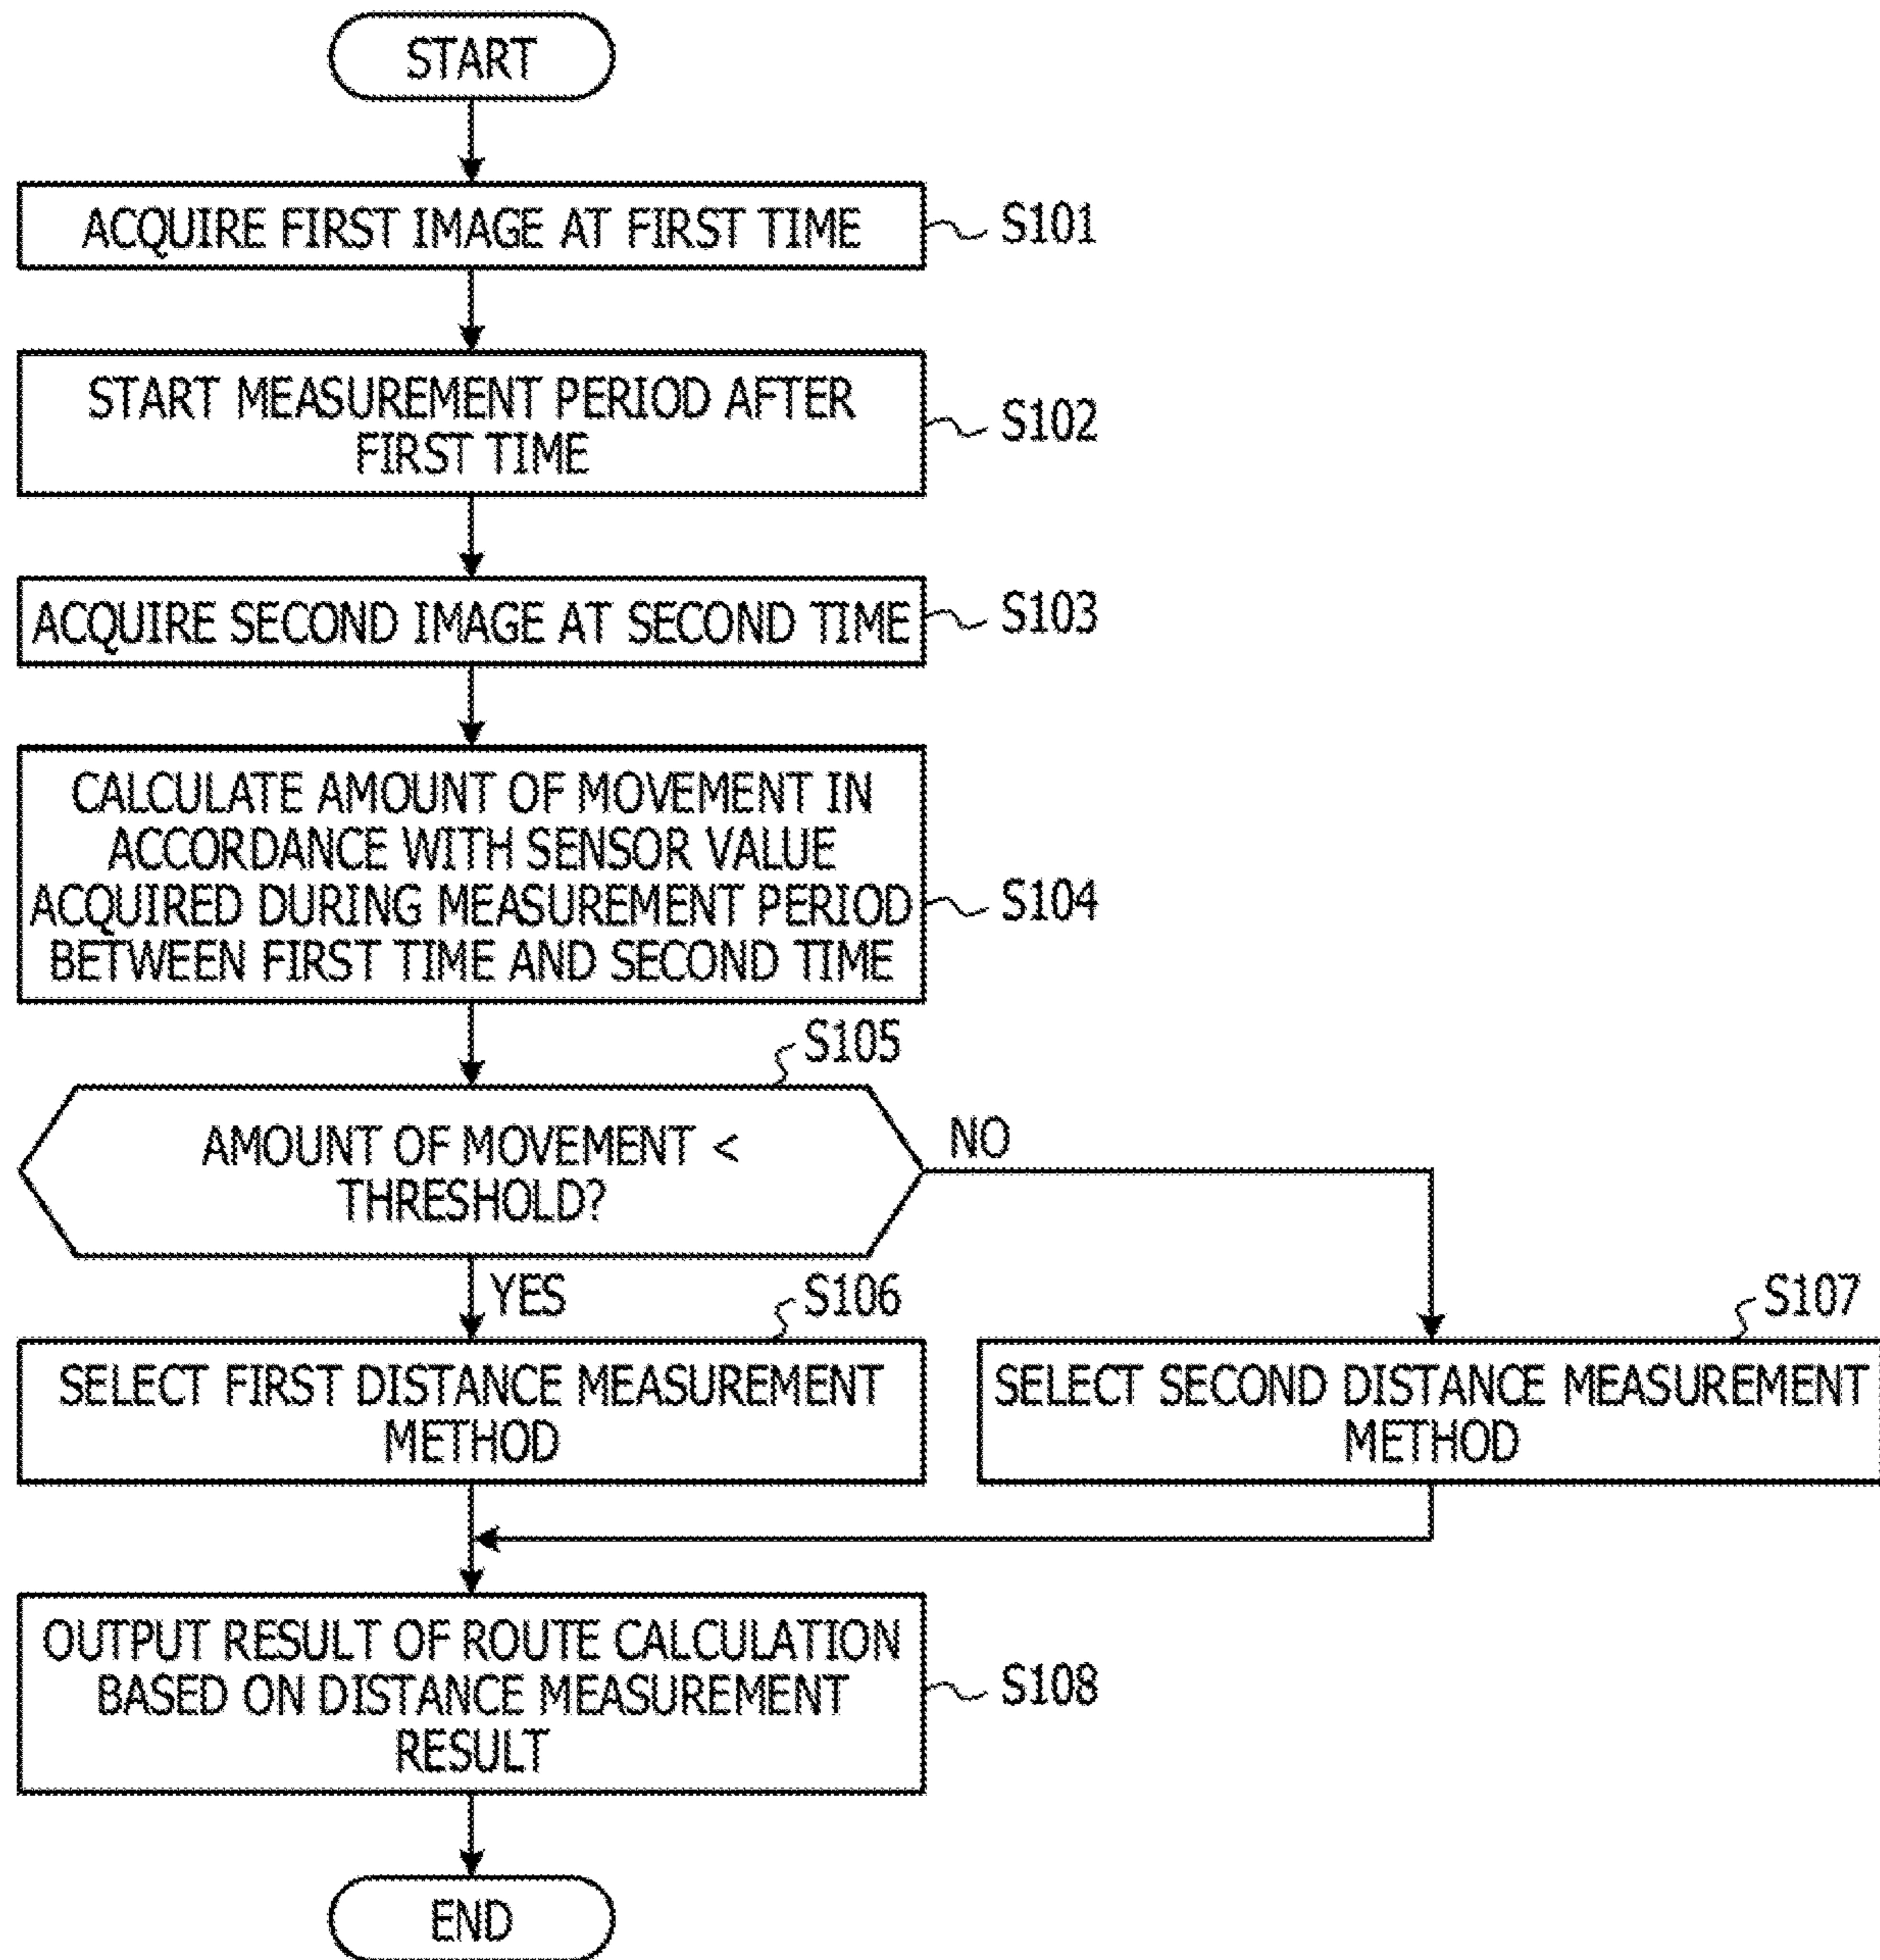 START
ACQUIRE FIRST IMAGE AT FIRST TIME
S101
START MEASUREMENT PERIOD AFTER
FIRST TIME
S102
ACQUIRE SECOND IMAGE AT SECOND TIME
S103
CALCULATE AMOUNT OF MOVEMENT IN
ACCORDANCE WITH SENSOR VALUE
ACQUIRED DURING MEASUREMENT PERIOD
BETWEEN FIRST TIME AND SECOND TIME
S104
S105
AMOUNT OF MOVEMENT <
THRESHOLD?
NO
YES
S106
SELECT FIRST DISTANCE MEASUREMENT
METHOD
S107
SELECT SECOND DISTANCE MEASUREMENT
METHOD
OUTPUT RESULT OF ROUTE CALCULATION
BASED ON DISTANCE MEASUREMENT
RESULT
S108
END